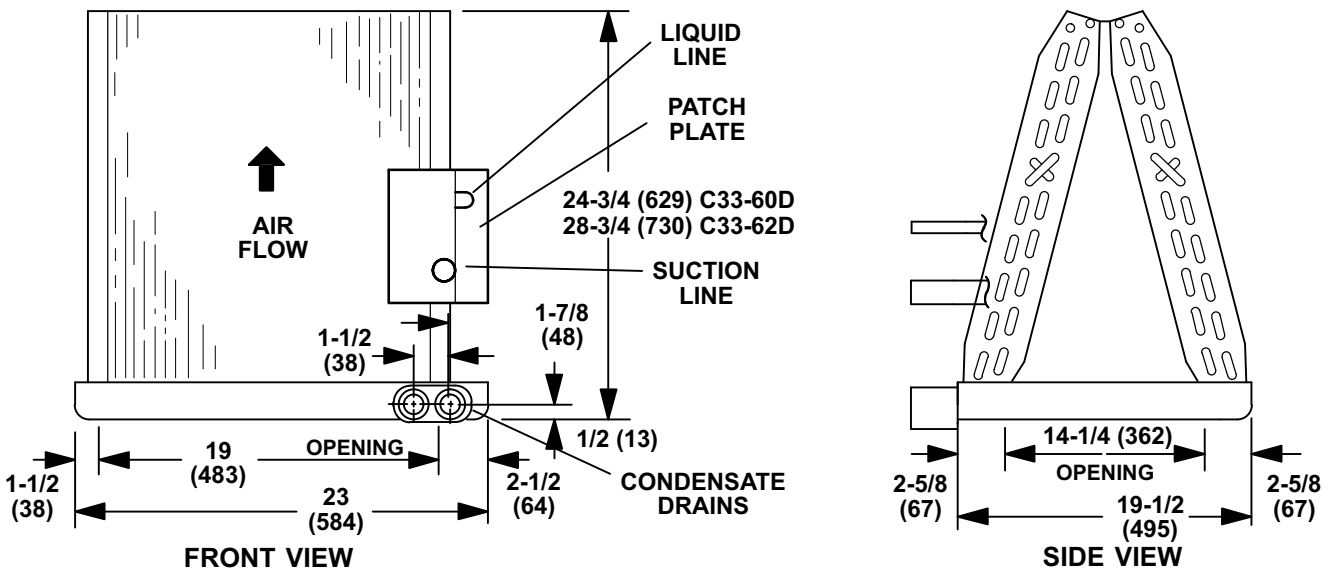 LIQUID
LINE
PATCH
PLATE
24-3/4 (629) C33-60D
28-3/4 (730) C33-62D
AIR
FLOW
SUCTION
LINE
1-7/8
(48)
1-1/2
(38)
1/2 (13)
19
(483)
OPENING
1-1/2
(38)
23
(584)
2-1/2
(64)
CONDENSATE
DRAINS
FRONT VIEW
14-1/4 (362)
OPENING
2-5/8
(67)
19-1/2
(495)
2-5/8
(67)
SIDE VIEW